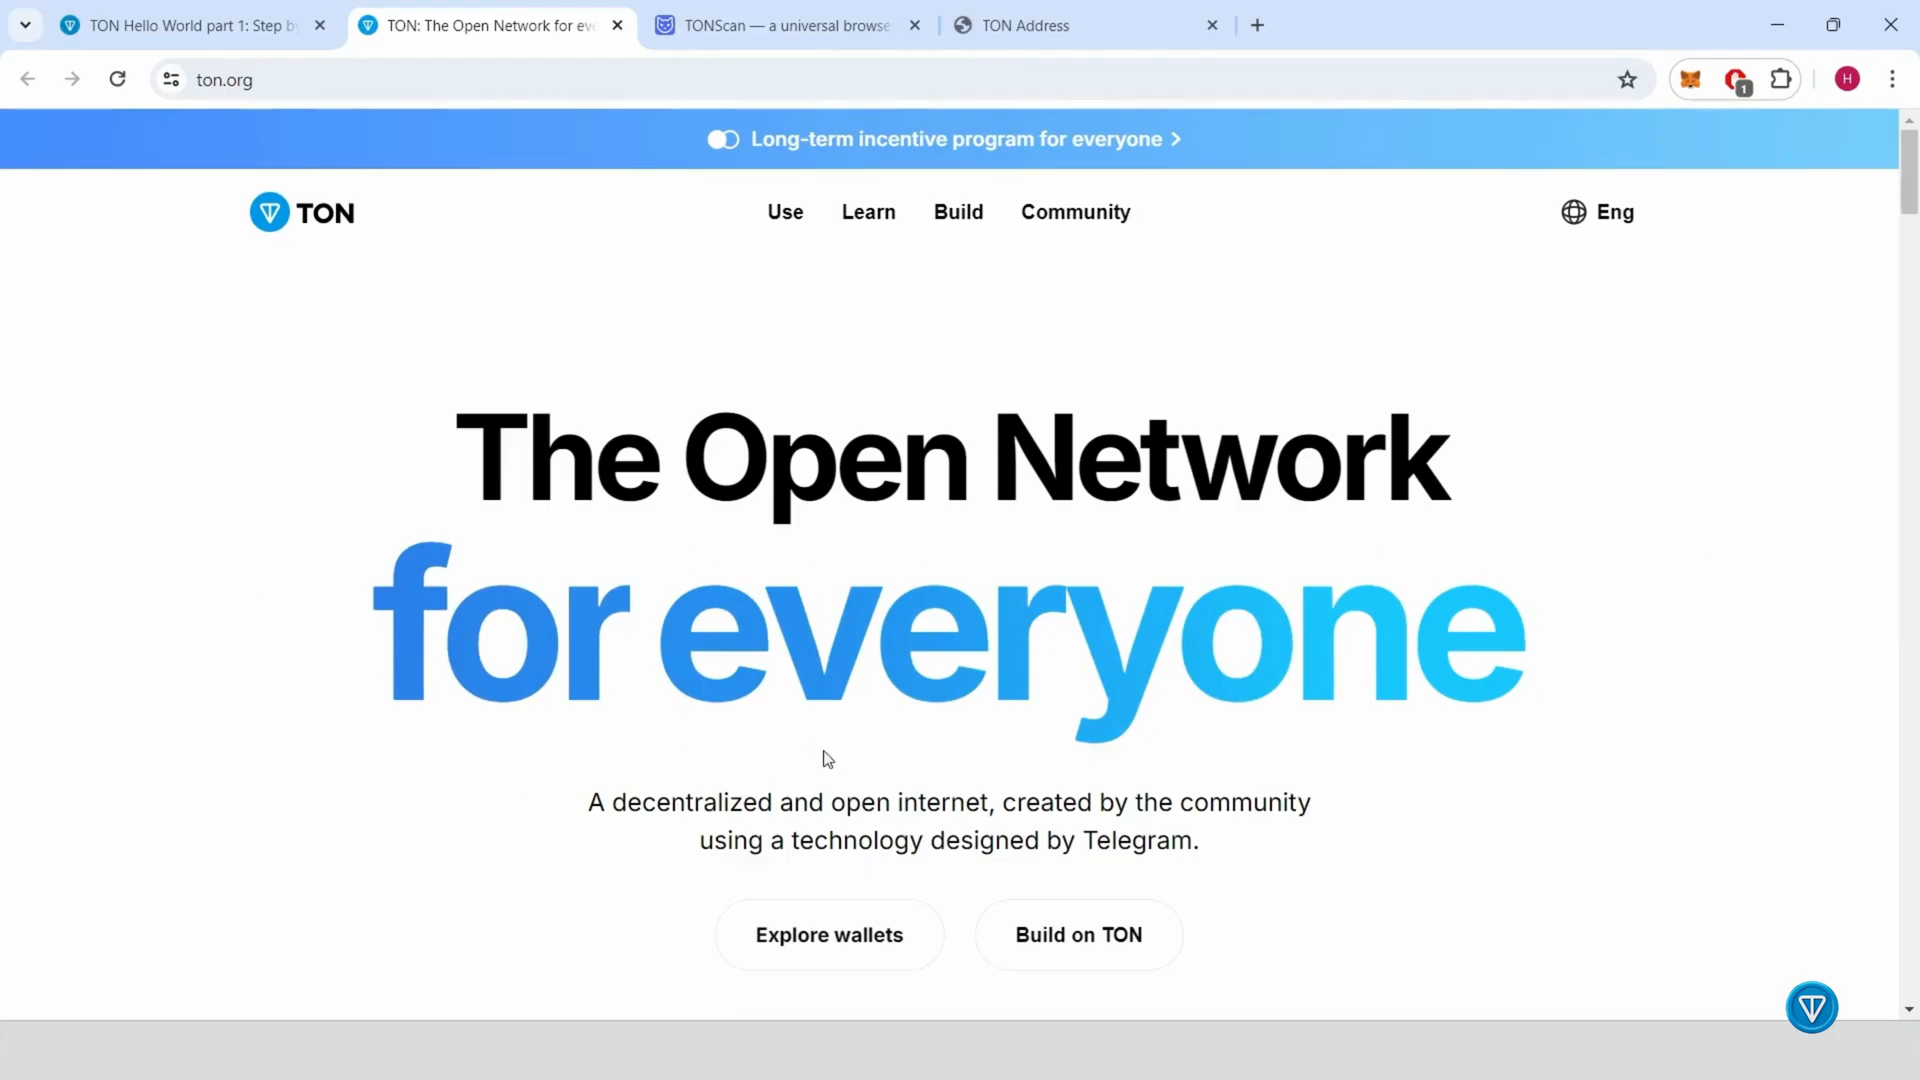 TON Hello World part 1: Step b
TON: The Open Network for eve
TONScan — a universal browse
TON Address
ton.org
1
H
Long-term incentive program for everyone
TON
Use
Learn
Build
Community
Eng
The Open Network
for everyone
A decentralized and open internet, created by the community
using a technology designed by Telegram.
Explore wallets
Build on TON